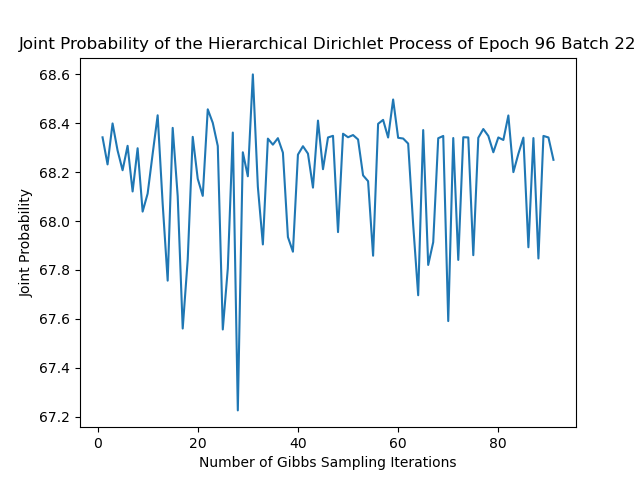 Joint Probability of the Hierarchical Dirichlet Process of Epoch 96 Batch 22
68.6
68.4
68.2
68.0
67.8
67.6
67.4
67.2
Joint Probability
0 20 40 60 80
Number of Gibbs Sampling Iterations